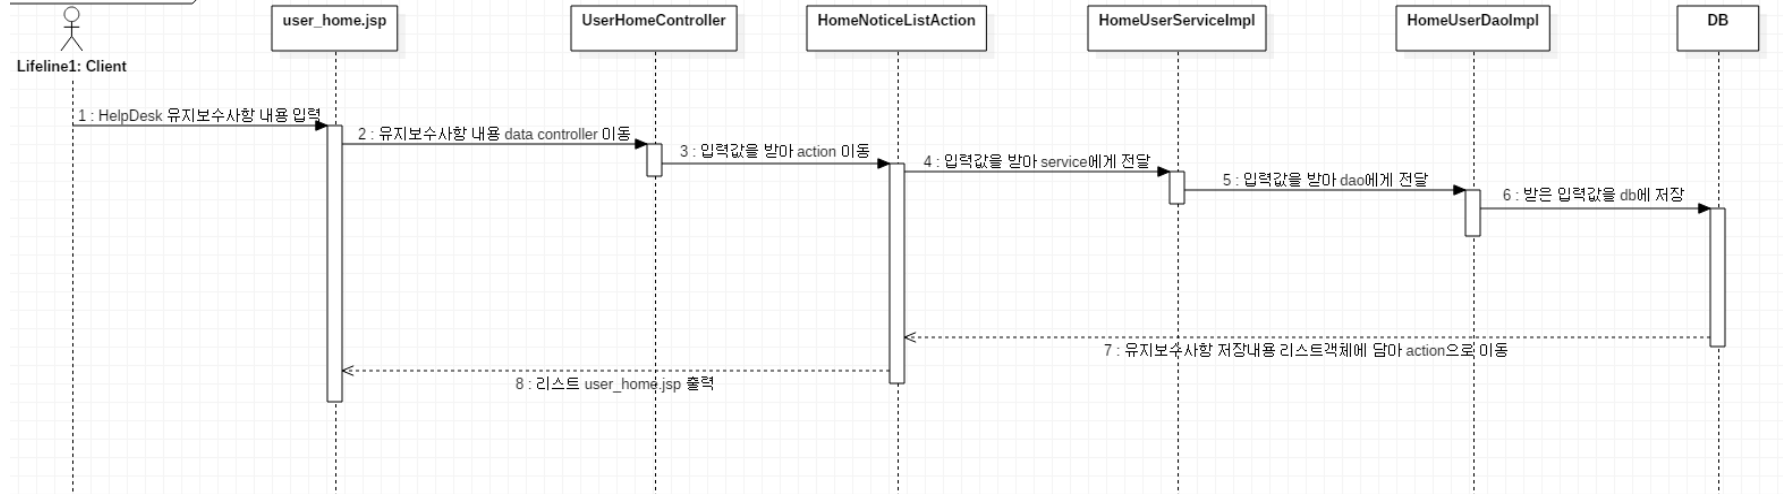 user_home.jsp
UserHomeController
HomeNoticeListAction
HomeUserServiceImpl
HomeUserDaoImpl
DB
Lifeline1: Client
1 : HelpDesk 유지보수사항 내용 입력
2 : 유지보수사항 내용 data controller 이동
3 : 입력값을 받아 action 이동
4 : 입력값을 받아 service에게 전달
5 : 입력값을 받아 dao에게 전달
6 : 받은 입력값을 db에 저장
7 : 유지보수사항 저장내용 리스트객체에 담아 action으로 이동
8 : 리스트 user_home.jsp 출력